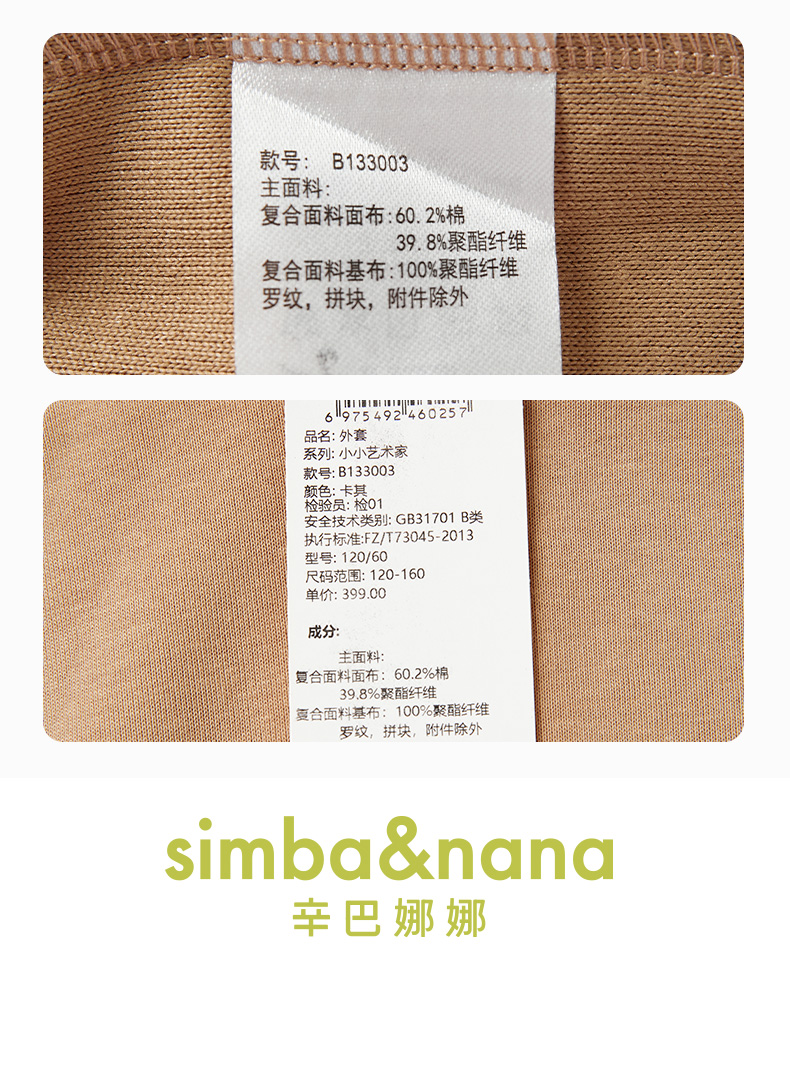 款号: B133003
主面料:
复合面料面布:60.2%棉
39.8%聚酯纤维
复合面料基布:100%聚酯纤维
罗纹，拼块，附件除外
6 975492 460257
品名: 外套
系列: 小小艺术家
款号: B133003
颜色: 卡其
检验员: 检01
安全技术类别: GB31701 B类
执行标准:FZ/T73045-2013
型号: 120/60
尺码范围: 120-160
单价: 399.00
成分:
主面料:
复合面料面布: 60.2%棉
39.8%聚酯纤维
复合面料基布: 100%聚酯纤维
罗纹, 拼块, 附件除外
simba&nana
辛巴娜娜